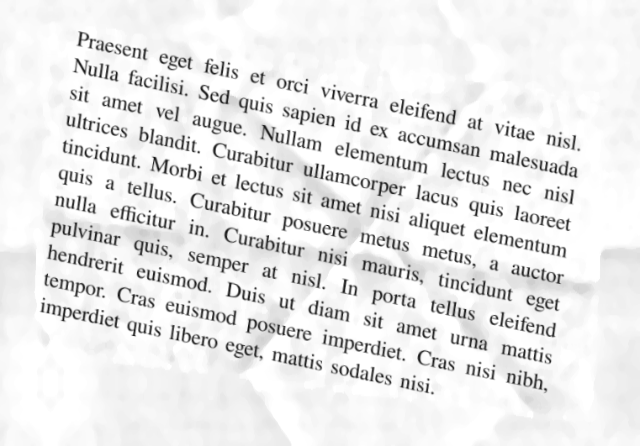 Praesent eget felis et orci viverra eleifend at vitae nisl.
Nulla facilisi. Sed quis sapien id ex accumsan malesuada
sit amet vel augue. Nullam elementum lectus nec nisl
ultrices blandit. Curabitur ullamcorper lacus quis laoreet
tincidunt. Morbi et lectus sit amet nisi aliquet elementum
quis a tellus. Curabitur posuere metus metus, a auctor
nulla efficitur in. Curabitur nisi mauris, tincidunt eget
pulvinar quis, semper at nisl. In porta tellus eleifend
hendrerit euismod. Duis ut diam sit amet urna mattis
tempor. Cras euismod posuere imperdiet. Cras nisi nibh,
imperdiet quis libero eget, mattis sodales nisi.